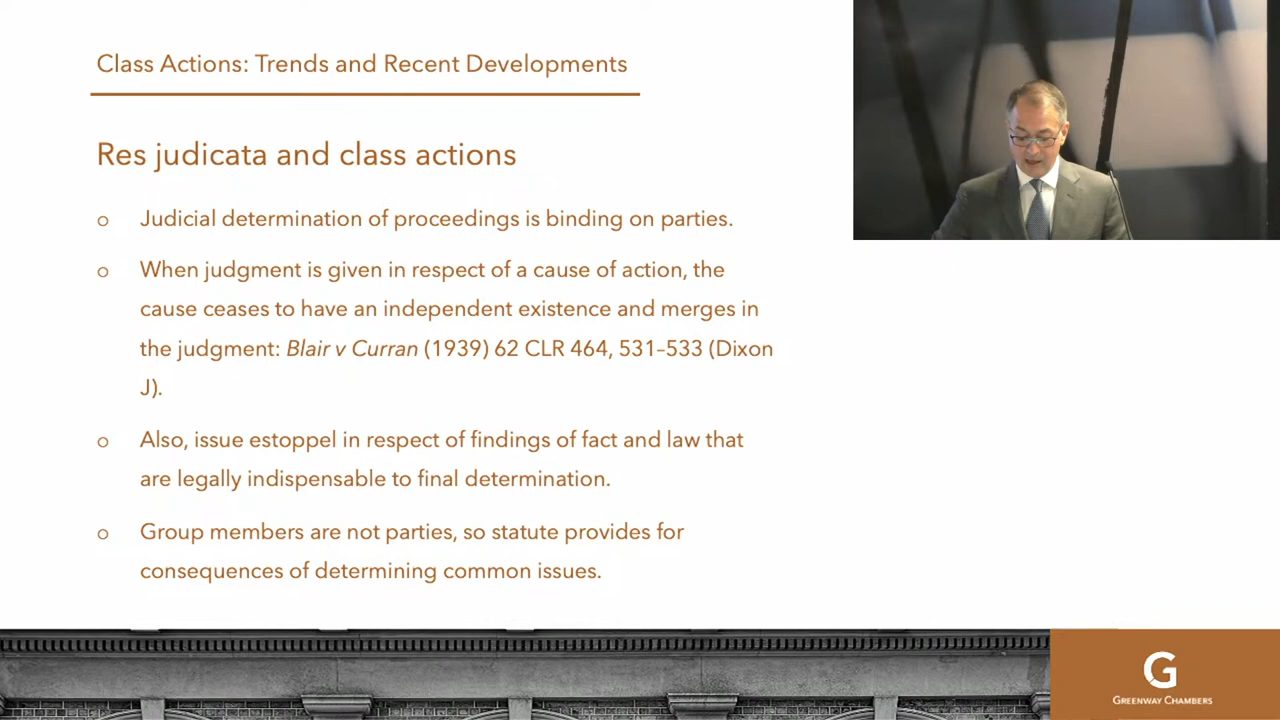 Class Actions: Trends and Recent Developments
Res judicata and class actions
o Judicial determination of proceedings is binding on parties.
o When judgment is given in respect of a cause of action, the
cause ceases to have an independent existence and merges in
the judgment: Blair v Curran (1939) 62 CLR 464, 531–533 (Dixon
J).
o Also, issue estoppel in respect of findings of fact and law that
are legally indispensable to final determination.
o Group members are not parties, so statute provides for
consequences of determining common issues.
G
GREENWAY CHAMBERS